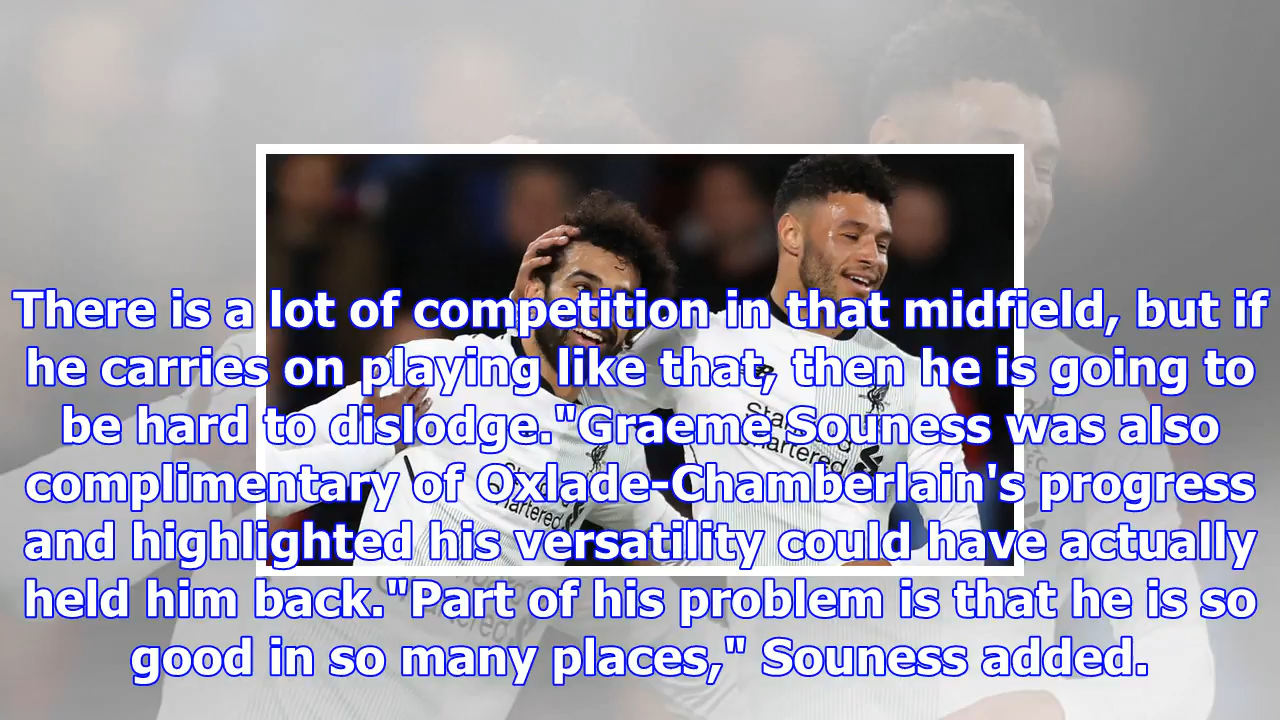 There is a lot of competition in that midfield, but if
he carries on playing like that, then he is going to
be hard to dislodge."Graeme Souness was also
complimentary of Oxlade-Chamberlain's progress
and highlighted his versatility could have actually
held him back."Part of his problem is that he is so
good in so many places," Souness added.
Standard
Chartered